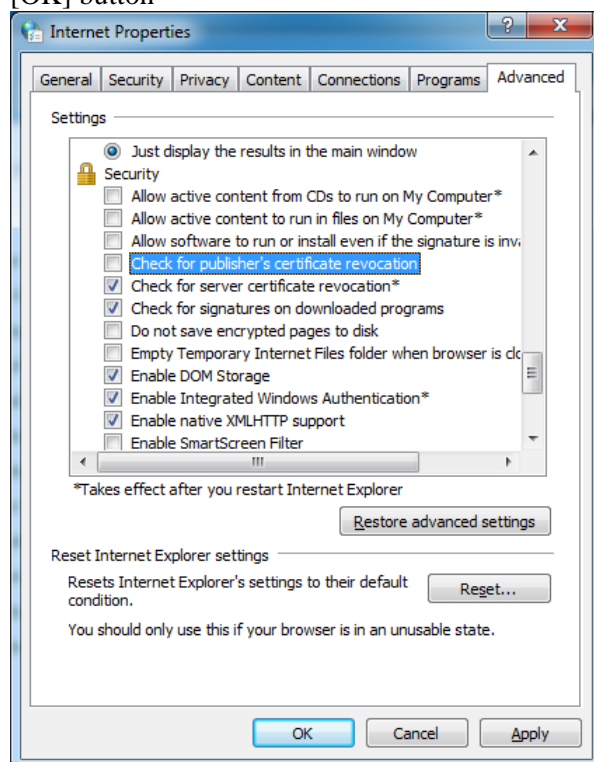 [OK] button
Internet Properties
General Security Privacy Content Connections Programs Advanced
Settings
Just display the results in the main window
Security
Allow active content from CDs to run on My Computer*
Allow active content to run in files on My Computer*
Allow software to run or install even if the signature is
Check for publisher's certificate revocation
Check for server certificate revocation*
Check for signatures on downloaded programs
Do not save encrypted pages to disk
Empty Temporary Internet Files folder when browser is
Enable DOM Storage
Enable Integrated Windows Authentication*
Enable native XMLHTTP support
Enable SmartScreen Filter
*Takes effect after you restart Internet Explorer
Restore advanced settings
Reset Internet Explorer settings
Resets Internet Explorer's settings to their default
condition.
Reset...
You should only use this if your browser is in an unusable state.
OK Cancel Apply